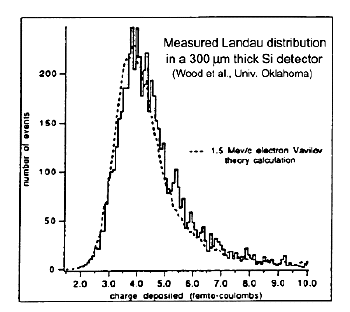 Measured Landau distribution
in a 300 µm thick Si detector
(Wood et al., Univ. Oklahoma)
200
150
100
50
0
number of events
1.5 Mev/c electron Vavilov
theory calculation
2.0 3.0 4.0 5.0 6.0 7.0 8.0 9.0 10.0
charge deposited (femto-coulombs)